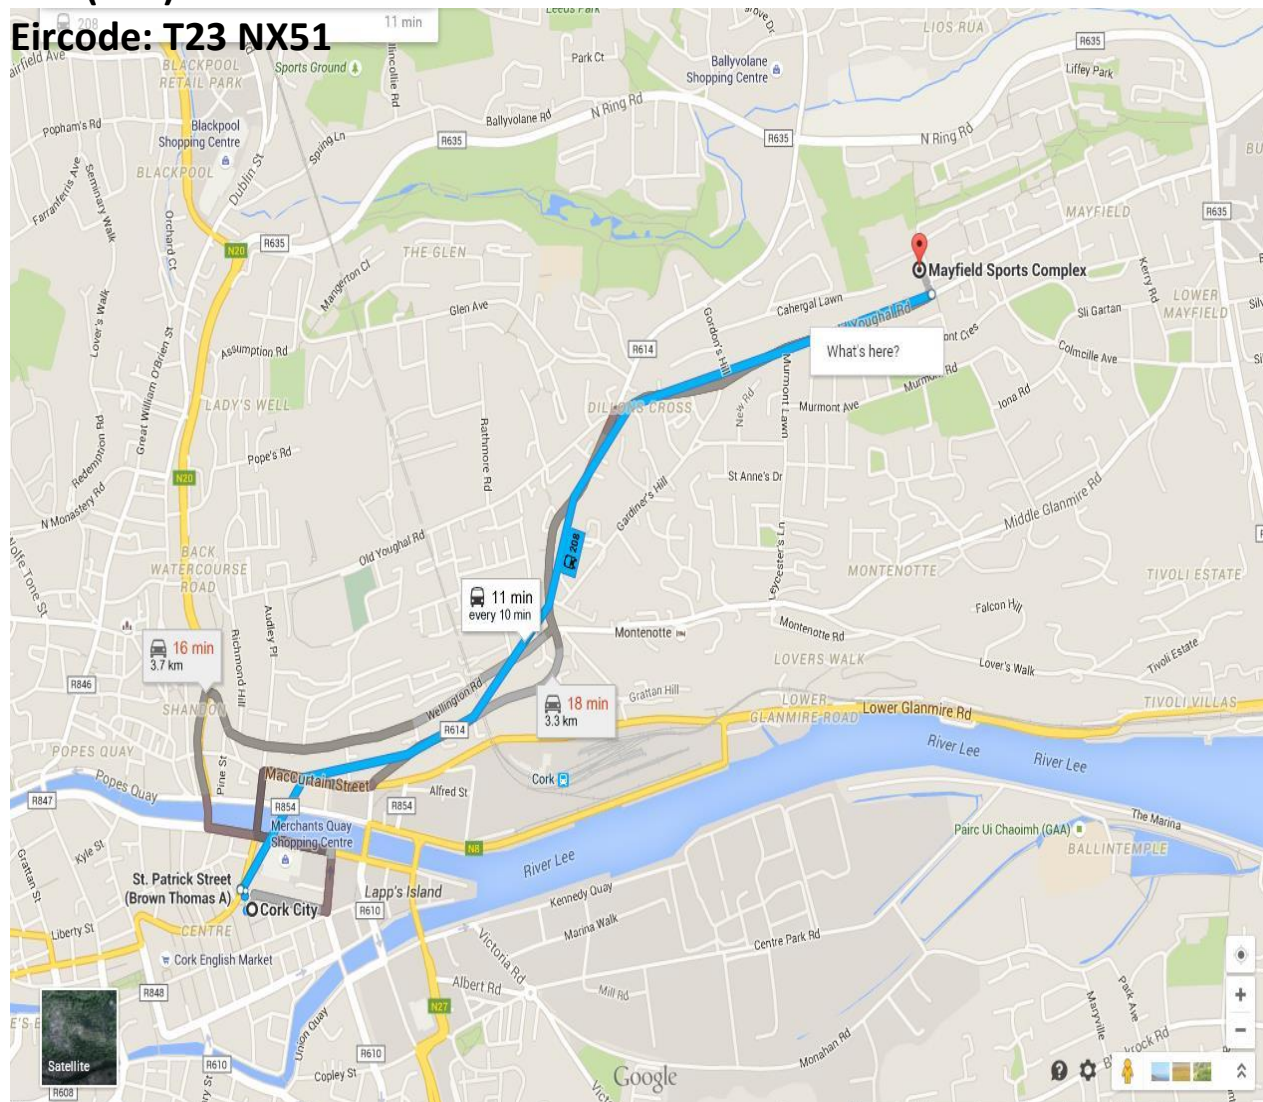 208
11 min
Eircode: T23 NX51
BLACKPOOL
RETAIL PARK
Sports Ground
Park Ct
Ballyvolane
Shopping Centre
LIOS RUA
R635
Liffey Park
Popham's Rd
Blackpool
Shopping Centre
Spring Ln
R635
Ballyvolane Rd
N Ring Rd
R635
N Ring Rd
Farranferris Ave
Seminary Walk
BLACKPOOL
Dublin St
Orchard Ct
N20
R635
THE GLEN
MAYFIELD
R635
Mayfield Sports Complex
Kerry Rd
LOWER
MAYFIELD
Lover's Walk
Mangerton Cl
Glen Ave
Cahergal Lawn
Youghal Rd
Sli Gartan
What's here?
Colmcille Ave
Great William O'Brien St
Assumption Rd
R614
Gordon's Hill
Murmont Lawn
Iona Rd
LADY'S WELL
DILLONS CROSS
New Rd
Murmont Ave
Redemption Rd
Pope's Rd
Rathmore Rd
St Anne's Dr
N20
Gardiner's Hill
Middle Glanmire Rd
N Monastery Rd
Wolfe Tone St
BACK
WATERCOURSE
ROAD
Old Youghal Rd
208
Leycester's Ln
MONTENOTTE
TIVOLI ESTATE
11 min
every 10 min
Falcon Hill
Audley Pl
Richmond Hill
16 min
3.7 km
Montenotte
Montenotte Rd
LOVERS WALK
Lover's Walk
Tivoli Estate
R846
SHANDON
Wellington Rd
18 min
3.3 km
Grattan Hill
LOWER
GLANMIRE ROAD
Lower Glanmire Rd
TIVOLI VILLAS
R614
POPES QUAY
Popes Quay
Pine St
MacCurtain Street
Cork
River Lee
River Lee
R847
R854
Alfred St
R854
Merchants Quay
Shopping Centre
The Marina
Pairc Ui Chaoimh (GAA)
BALLINTEMPLE
Kyle St
N8
River Lee
Grattan St
St. Patrick Street
(Brown Thomas A)
Lapp's Island
Kennedy Quay
Cork City
R610
Marina Walk
Liberty St
CENTRE
Centre Park Rd
Cork English Market
Victoria Rd
R848
Albert Rd
Mill Rd
N27
Park Ave
Maryville
Union Quay
Monahan Rd
Satellite
R610
R610
Copley St
Google
R608